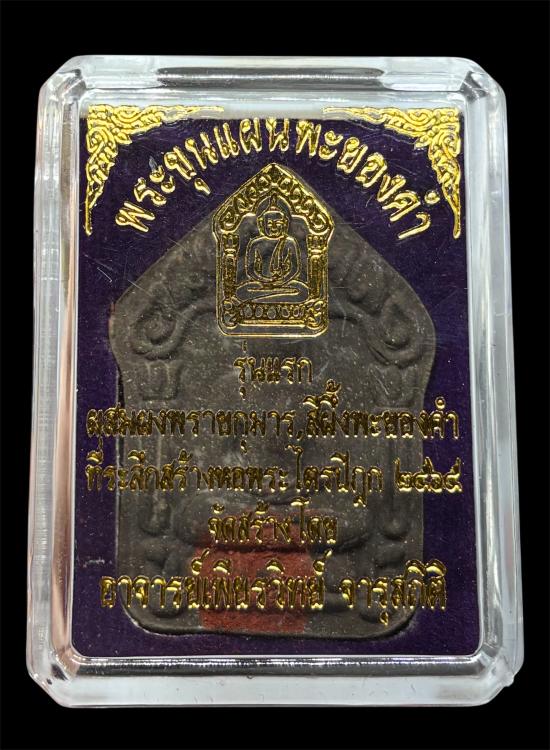 พระขุนแผนพะยองคำ
รุ่นแรก
ผสมผงพรายกุมาร,สีผึ้งพะยองคำ
ที่ระลึกสร้างหอพระไตรปิฎก ๒๕๖๕
จัดสร้างโดย
อาจารย์เพียรวิทย์ จารุสถิติ